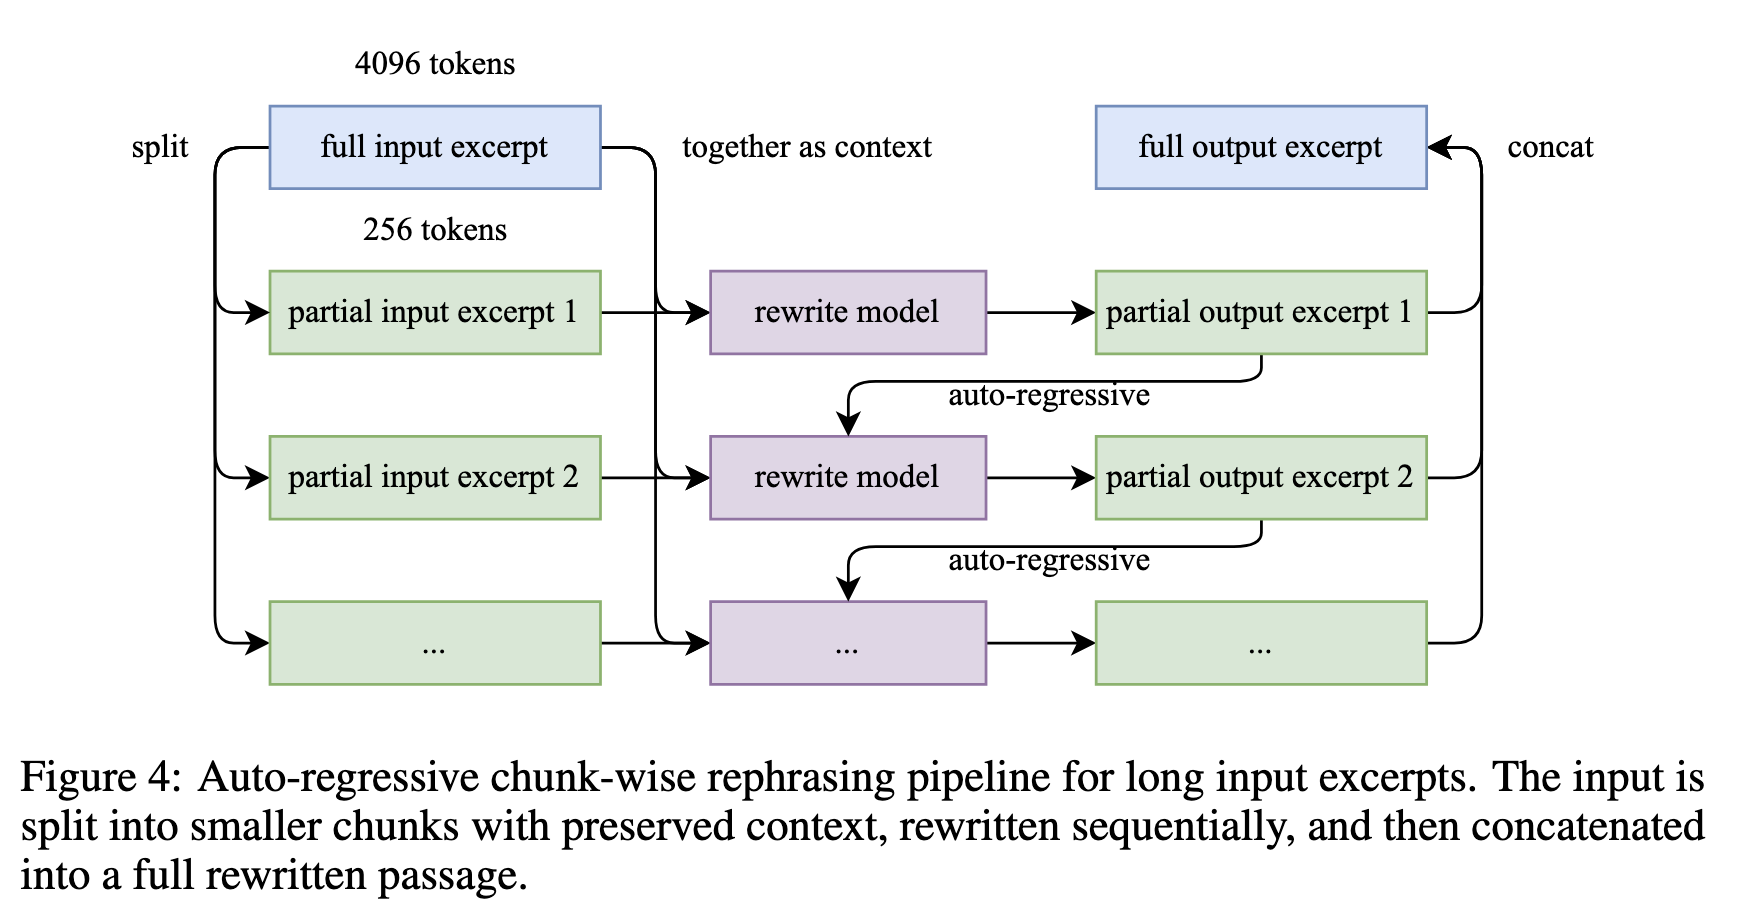 4096 tokens
split
full input excerpt
together as context
full output excerpt
concat
256 tokens
partial input excerpt 1
rewrite model
partial output excerpt 1
auto-regressive
partial input excerpt 2
rewrite model
partial output excerpt 2
auto-regressive
...
...
...
Figure 4: Auto-regressive chunk-wise rephrasing pipeline for long input excerpts. The input is
split into smaller chunks with preserved context, rewritten sequentially, and then concatenated
into a full rewritten passage.